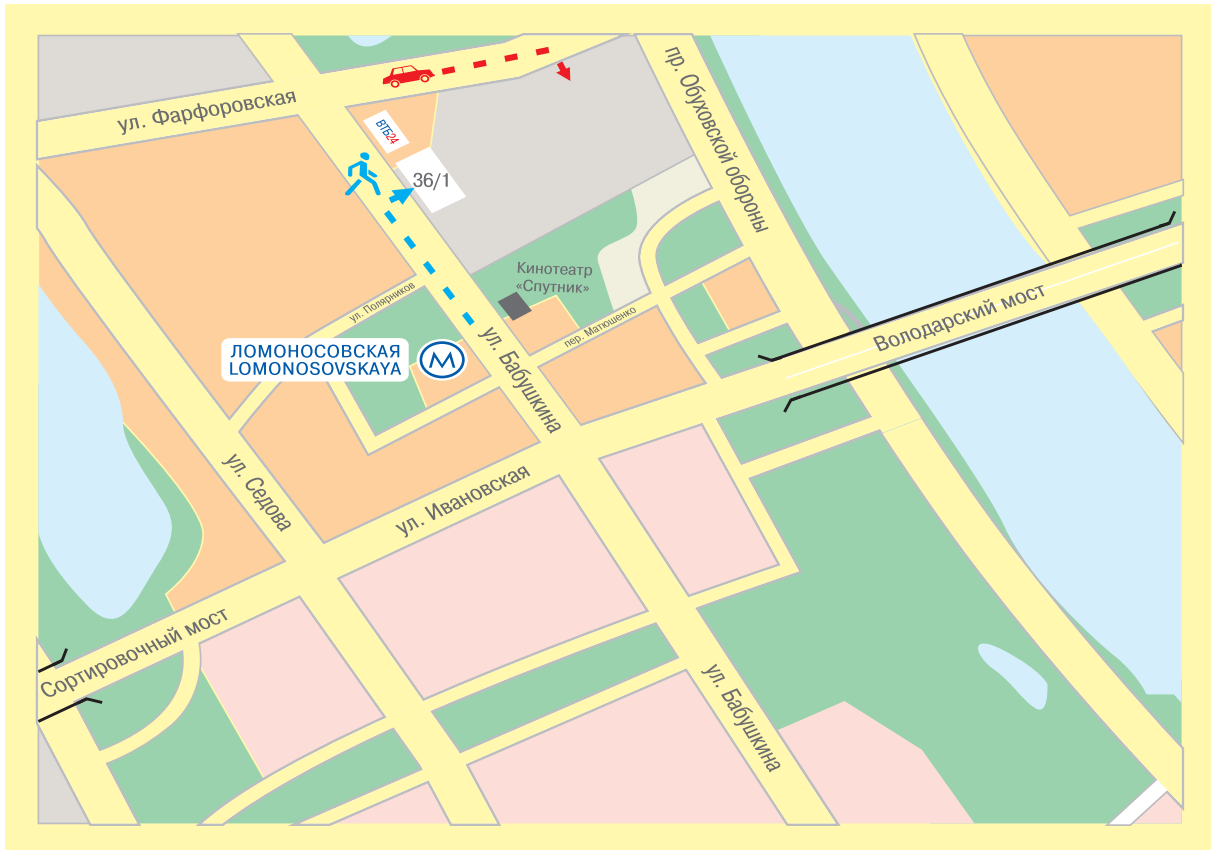 ул. Фарфоровская
пр. Обуховской обороны
ВТБ24
36/1
Кинотеатр
«Спутник»
ул. Полярников
пер. Матюшенко
Володарский мост
ЛОМОНОСОВСКАЯ
LOMONOSOVSKAYA
М
ул. Бабушкина
ул. Седова
ул. Ивановская
Сортировочный мост
ул. Бабушкина